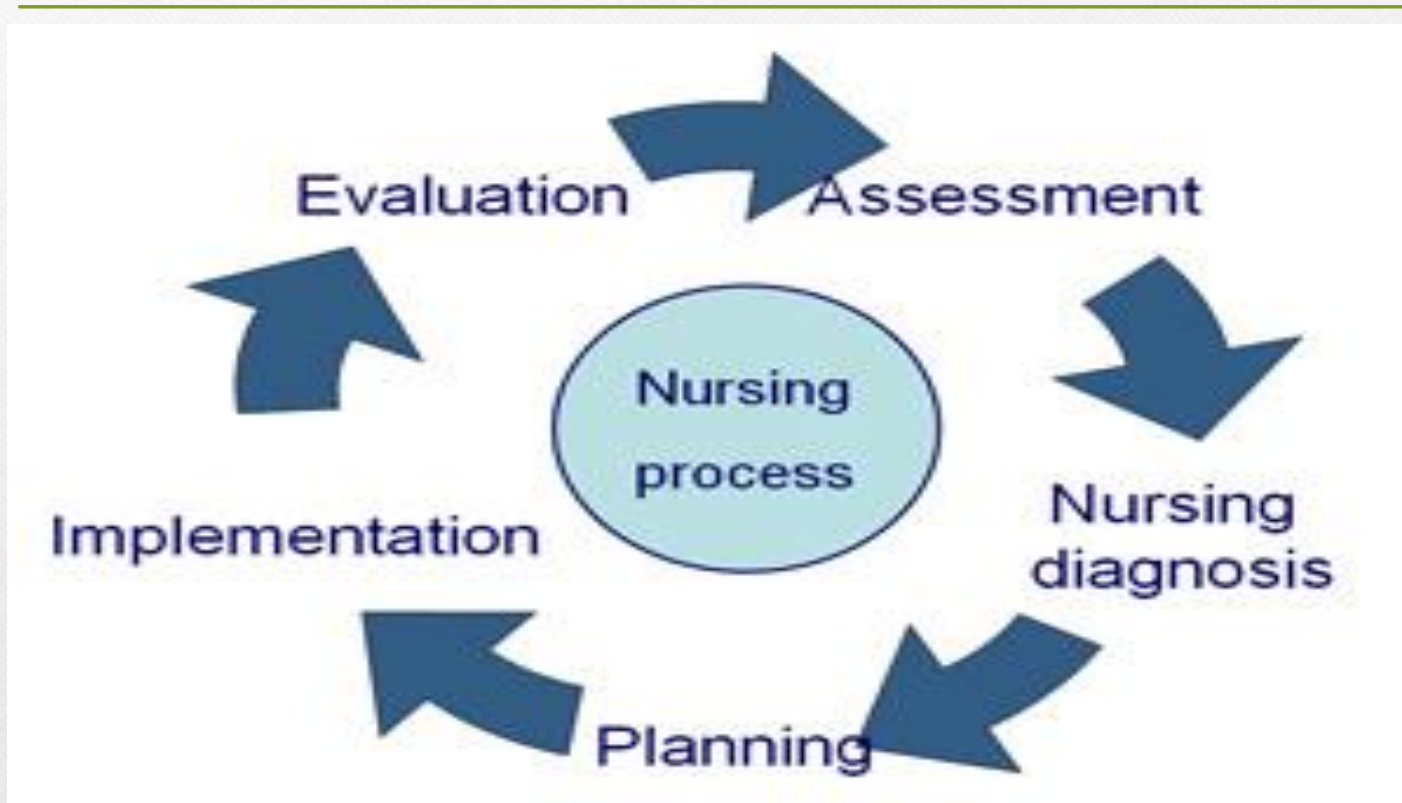 Evaluation
Assessment
Nursing
process
Nursing
diagnosis
Implementation
Planning